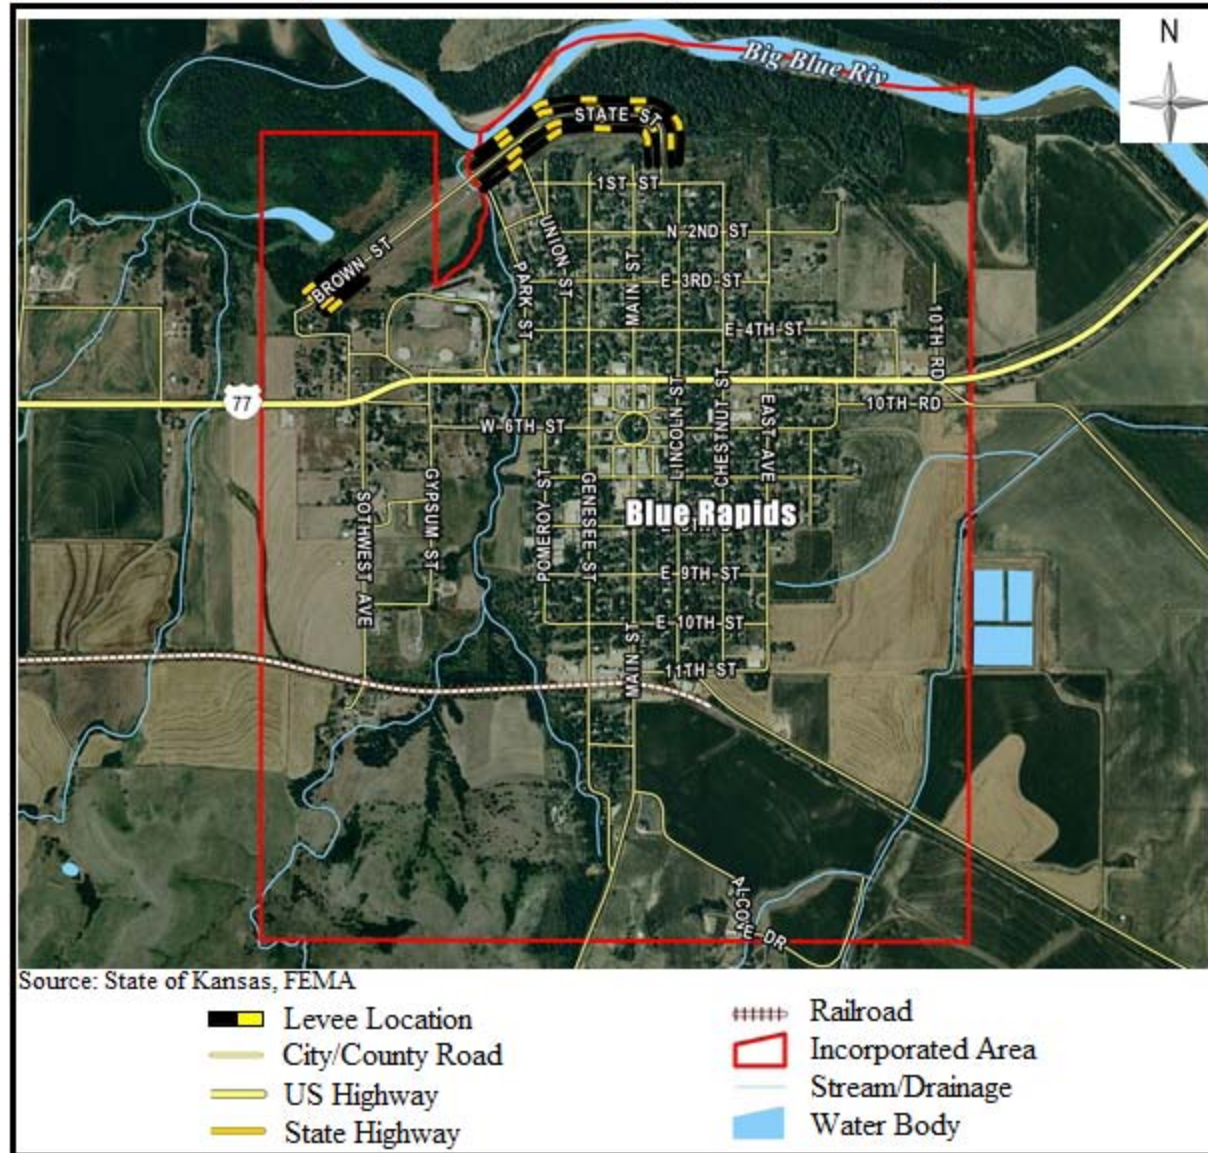 N
Big Blue Riv
STATE ST
1ST ST
N 2ND ST
UNION ST
BROWN ST
PARK ST
MAIN ST
E 3RD ST
E 4TH ST
10TH RD
77
10TH RD
W 6TH ST
LINCOLN ST
CHESTNUT ST
EAST AVE
GYPSUM ST
SOTHWEST AVE
POMEROY ST
GENESEE ST
Blue Rapids
E 9TH ST
E 10TH ST
MAIN ST
11TH ST
ALCOKE DR
Source: State of Kansas, FEMA
Levee Location
City/County Road
US Highway
State Highway
Railroad
Incorporated Area
Stream/Drainage
Water Body